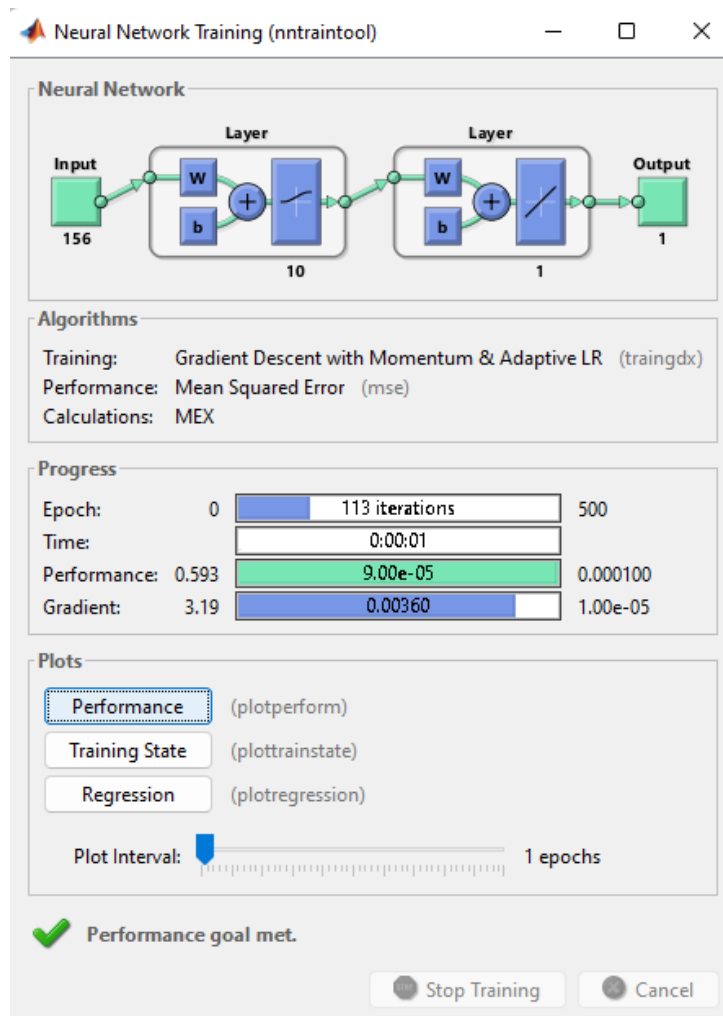 Neural Network Training (nntraintool)
Neural Network
Layer
Layer
Input
W
b
+
W
b
+
Output
156
10
1
1
Algorithms
Training: Gradient Descent with Momentum & Adaptive LR (traingdx)
Performance: Mean Squared Error (mse)
Calculations: MEX
Progress
Epoch: 0 113 iterations 500
Time: 0:00:01
Performance: 0.593 9.00e-05 0.000100
Gradient: 3.19 0.00360 1.00e-05
Plots
Performance (plotperform)
Training State (plottrainstate)
Regression (plotregression)
Plot Interval: 1 epochs
Performance goal met.
Stop Training Cancel